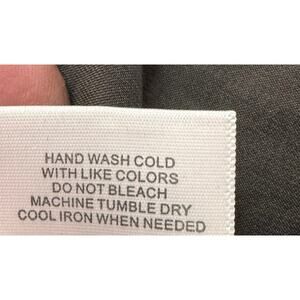 HAND WASH COLD
WITH LIKE COLORS
DO NOT BLEACH
MACHINE TUMBLE DRY
COOL IRON WHEN NEEDED